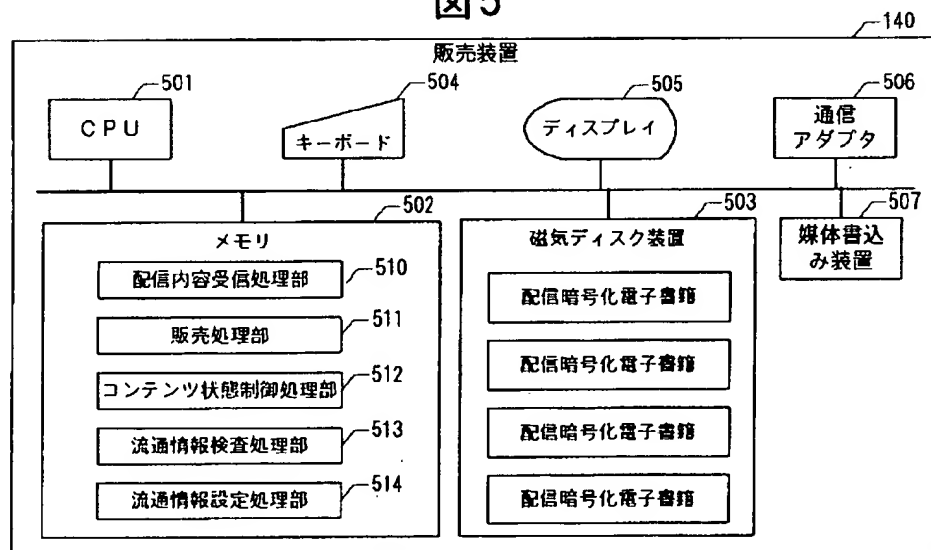 図5
140
販売装置
501
504
505
506
CPU
キーボード
ディスプレイ
通信
アダプタ
502
503
507
メモリ
磁気ディスク装置
媒体書込
み装置
配信内容受信処理部
510
販売処理部
511
コンテンツ状態制御処理部
512
流通情報検査処理部
513
流通情報設定処理部
514
配信暗号化電子書籍
配信暗号化電子書籍
配信暗号化電子書籍
配信暗号化電子書籍